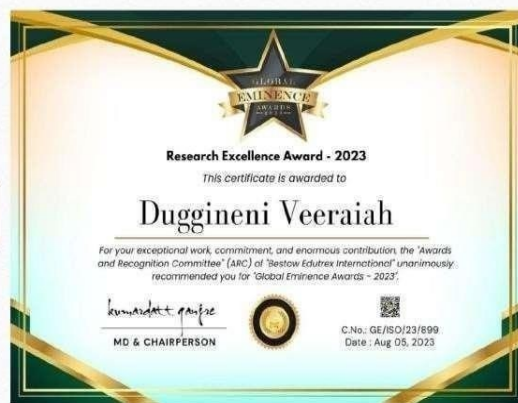 GLOBAL
EMINENCE
AWARDS
2023
Research Excellence Award - 2023
This certificate is awarded to
Duggineni Veeraiah
For your exceptional work, commitment, and enormous contribution, the "Awards
and Recognition Committee" (ARC) of "Bestow Edutrex International" unanimously
recommended you for "Global Eminence Awards - 2023".
MD & CHAIRPERSON
C.No.: GE/ISO/23/899
Date : Aug 05, 2023